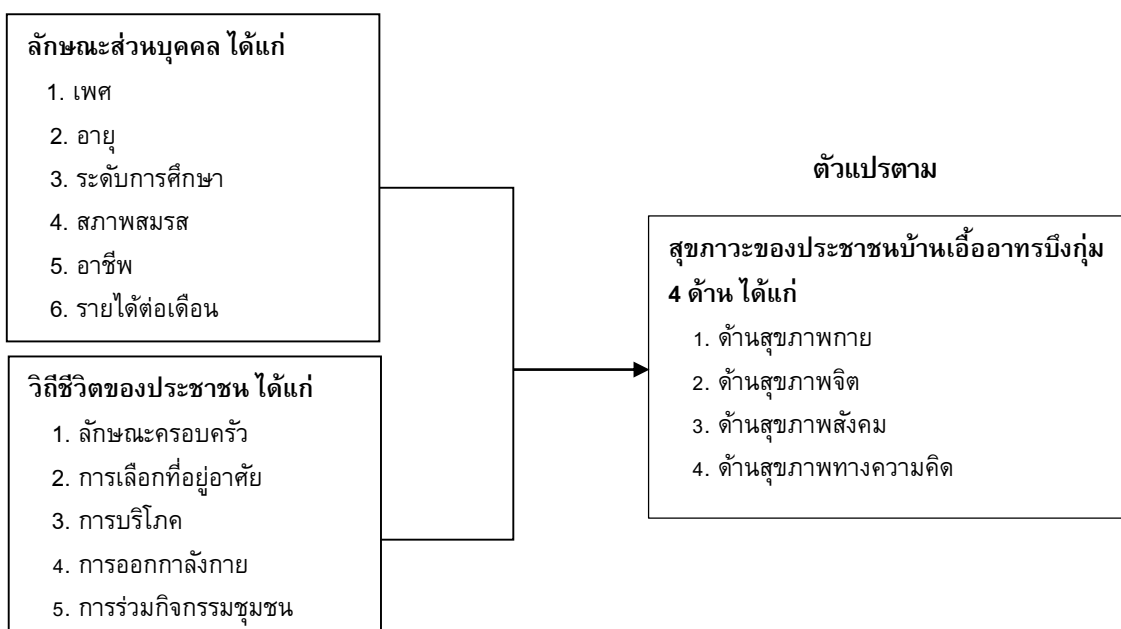 ลักษณะส่วนบุคคล ได้แก่
1. เพศ
2. อายุ
3. ระดับการศึกษา
4. สภาพสมรส
5. อาชีพ
6. รายได้ต่อเดือน
วิถีชีวิตของประชาชน ได้แก่
1. ลักษณะครอบครัว
2. การเลือกที่อยู่อาศัย
3. การบริโภค
4. การออกกาลังกาย
5. การร่วมกิจกรรมชุมชน
ตัวแปรตาม
สุขภาวะของประชาชนบ้านเอื้ออาทรบึงกุ่ม
4 ด้าน ได้แก่
1. ด้านสุขภาพกาย
2. ด้านสุขภาพจิต
3. ด้านสุขภาพสังคม
4. ด้านสุขภาพทางความคิด